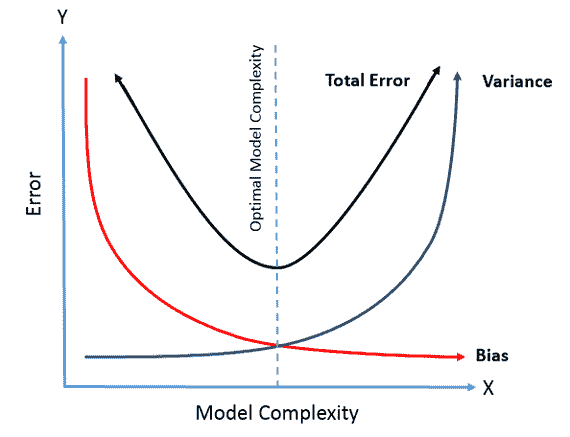 Y
Total Error
Variance
Optimal Model Complexity
Error
Bias
X
Model Complexity